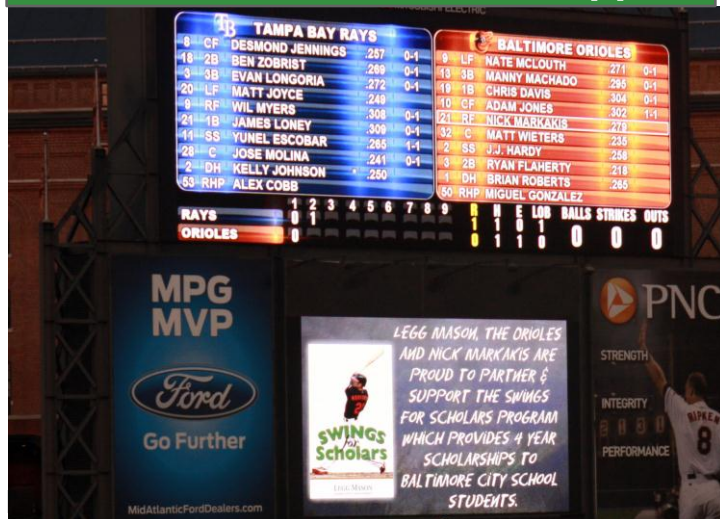 TAMPA BAY RAYS
8 CF DESMOND JENNINGS .257 0-1
18 2B BEN ZOBRIST .269 0-1
3 3B EVAN LONGORIA .272 0-1
20 LF MATT JOYCE .249
9 RF WIL MYERS .308 0-1
21 1B JAMES LONEY .309 0-1
11 SS YUNEL ESCOBAR .265 1-1
28 C JOSE MOLINA .241 0-1
2 DH KELLY JOHNSON .250
53 RHP ALEX COBB
BALTIMORE ORIOLES
9 LF NATE MCLOUTH .271 0-1
13 3B MANNY MACHADO .295 0-1
19 1B CHRIS DAVIS .304 0-1
10 CF ADAM JONES .302 1-1
21 RF NICK MARKAKIS .279
32 C MATT WIETERS .235
2 SS J.J. HARDY .258
3 2B RYAN FLAHERTY .218
1 DH BRIAN ROBERTS .265
50 RHP MIGUEL GONZALEZ
1 2 3 4 5 6 7 8 9 R H E LOB BALLS STRIKES OUTS
RAYS 0 1 1 1 0 1
ORIOLES 0 0 1 1 0 0 0 0
MPG
MVP
Ford
Go Further
MidAtlanticFordDealers.com
SWINGS
for
Scholars
LEGG MASON
LEGG MASON, THE ORIOLES
AND NICK MARKAKIS ARE
PROUD TO PARTNER &
SUPPORT THE SWINGS
FOR SCHOLARS PROGRAM
WHICH PROVIDES 4 YEAR
SCHOLARSHIPS TO
BALTIMORE CITY SCHOOL
STUDENTS.
PNC
STRENGTH
INTEGRITY
2131
PERFORMANCE
RIPKEN
8